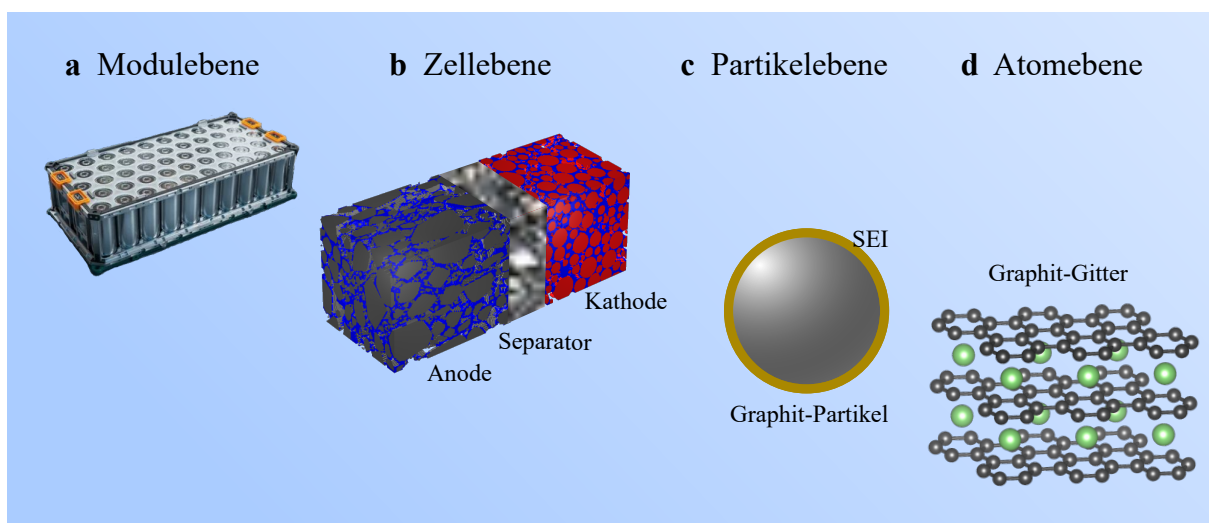 a Modulebene
b Zellebene
c Partikelebene
d Atomebene
Kathode
Separator
Anode
SEI
Graphit-Partikel
Graphit-Gitter